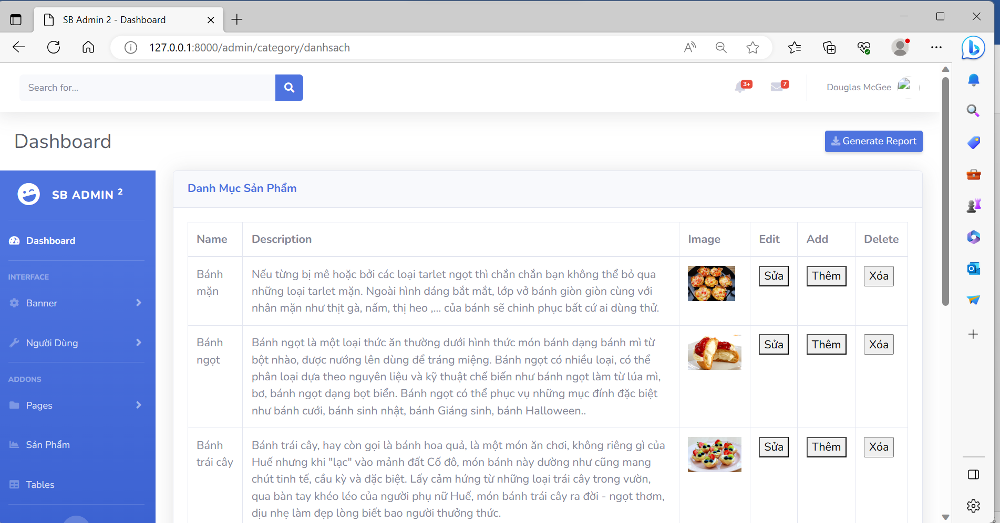 SB Admin 2 - Dashboard
127.0.0.1:8000/admin/category/danhsach
Search for...
3+
7
Douglas McGee
Dashboard
Generate Report
SB ADMIN 2
Dashboard
INTERFACE
Banner
Người Dùng
ADDONS
Pages
Sản Phẩm
Tables
Danh Mục Sản Phẩm
Name Description Image Edit Add Delete
Bánh
mặn
Nếu từng bị mê hoặc bởi các loại tarlet ngọt thì chắn chắn bạn không thể bỏ qua
những loại tarlet mặn. Ngoài hình dáng bắt mắt, lớp vở bánh giòn giòn cùng với
nhân mặn như thịt gà, nấm, thị heo ,... của bánh sẽ chinh phục bất cứ ai dùng thử.
Sửa Thêm Xóa
Bánh
ngọt
Bánh ngọt là một loại thức ăn thường dưới hình thức món bánh dạng bánh mì từ
bột nhào, được nướng lên dùng để tráng miệng. Bánh ngọt có nhiều loại, có thể
phân loại dựa theo nguyên liệu và kỹ thuật chế biến như bánh ngọt làm từ lúa mì,
bơ, bánh ngọt dạng bọt biển. Bánh ngọt có thể phục vụ những mục đính đặc biệt
như bánh cưới, bánh sinh nhật, bánh Giáng sinh, bánh Halloween..
Sửa Thêm Xóa
Bánh
trái cây
Bánh trái cây, hay còn gọi là bánh hoa quả, là một món ăn chơi, không riêng gì của
Huế nhưng khi "lạc" vào mảnh đất Cố đô, món bánh này dường như cũng mang
chút tinh tế, cầu kỳ và đặc biệt. Lấy cảm hứng từ những loại trái cây trong vườn,
qua bàn tay khéo léo của người phụ nữ Huế, món bánh trái cây ra đời - ngọt thơm,
dịu nhẹ làm đẹp lòng biết bao người thưởng thức.
Sửa Thêm Xóa